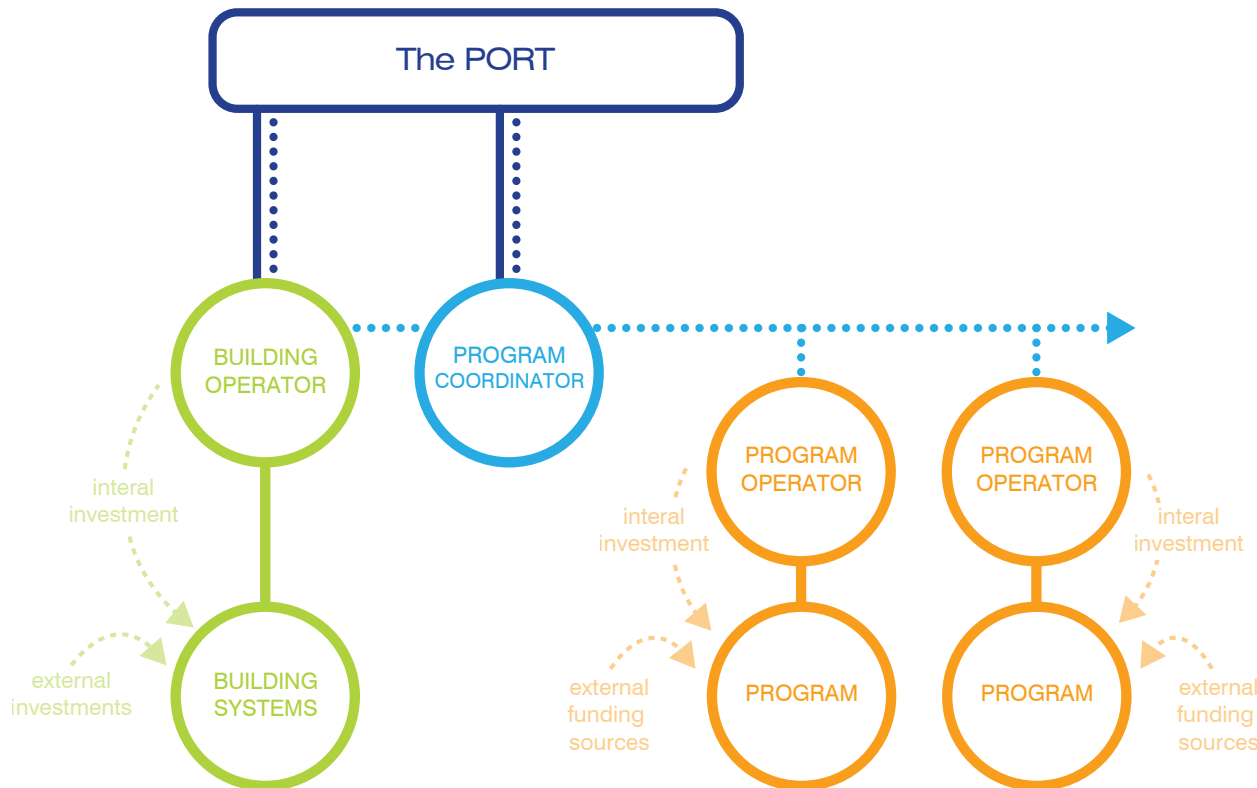 The PORT
BUILDING
OPERATOR
PROGRAM
COORDINATOR
PROGRAM
OPERATOR
PROGRAM
OPERATOR
interal
investment
interal
investment
interal
investment
external
investments
BUILDING
SYSTEMS
external
funding
sources
PROGRAM
PROGRAM
external
funding
sources